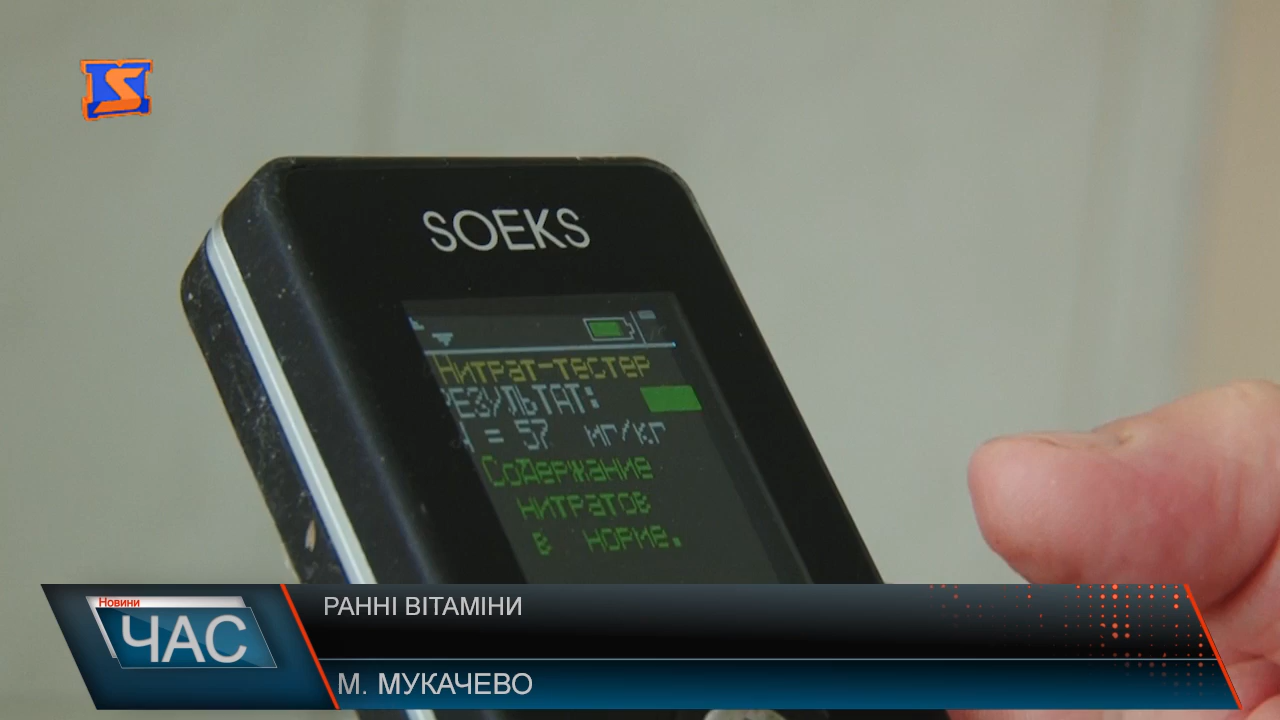 S
SOEKS
Нитрат-тестер
РЕЗУЛЬТАТ:
= 57 мг/кг
Содержание
нитратов
в норме.
Новини
ЧАС
РАННІ ВІТАМІНИ
М. МУКАЧЕВО